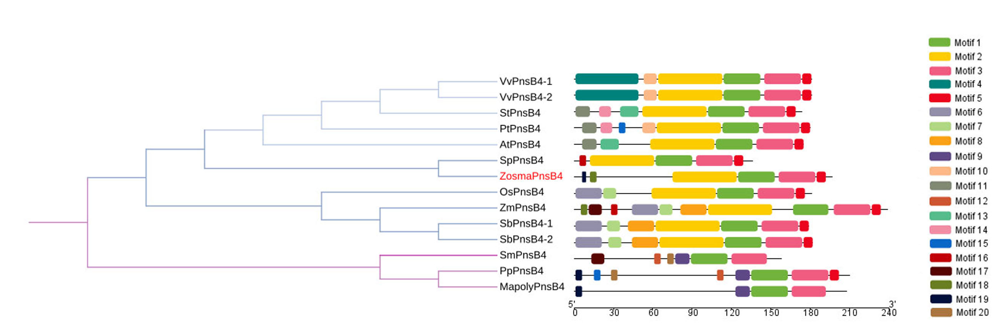 VvPnsB4-1
VvPnsB4-2
StPnsB4
PtPnsB4
AtPnsB4
SpPnsB4
ZosmaPnsB4
OsPnsB4
ZmPnsB4
SbPnsB4-1
SbPnsB4-2
SmPnsB4
PpPnsB4
MapolyPnsB4
5' 3'
0 30 60 90 120 150 180 210 240
Motif 1
Motif 2
Motif 3
Motif 4
Motif 5
Motif 6
Motif 7
Motif 8
Motif 9
Motif 10
Motif 11
Motif 12
Motif 13
Motif 14
Motif 15
Motif 16
Motif 17
Motif 18
Motif 19
Motif 20